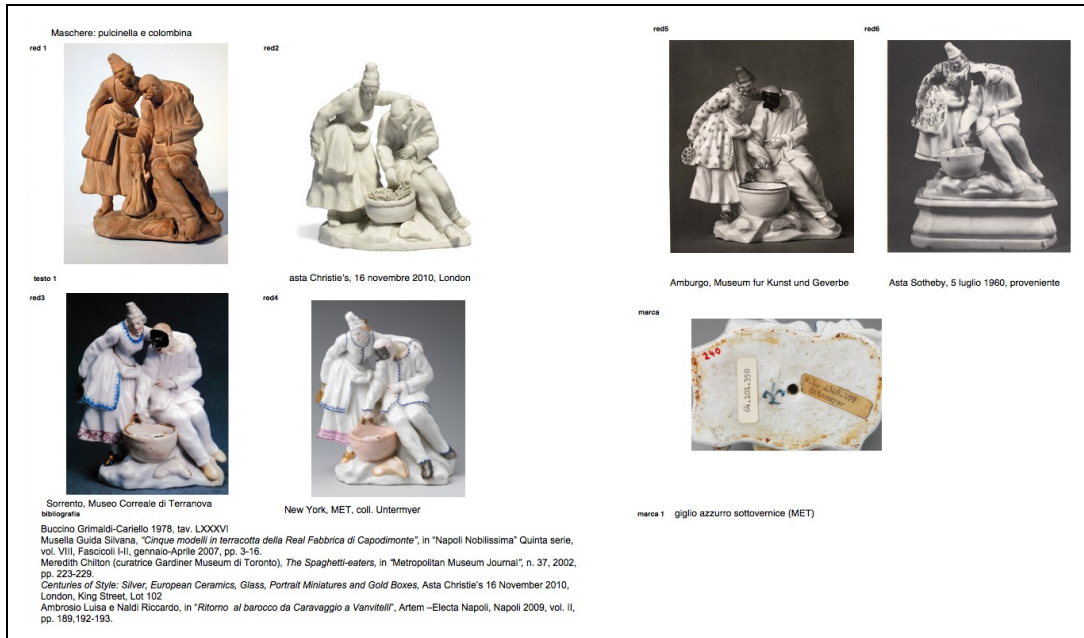 Maschere: pulcinella e colombina
red 1
red2
testo 1
asta Christie's, 16 novembre 2010, London
red3
red4
Sorrento, Museo Correale di Terranova
New York, MET, coll. Untermyer
bibliografia
Buccino Grimaldi-Cariello 1978, tav. LXXXVI
Musella Guida Silvana, "Cinque modelli in terracotta della Real Fabbrica di Capodimonte", in "Napoli Nobilissima" Quinta serie,
vol. VIII, Fascicoli I-II, gennaio-Aprile 2007, pp. 3-16.
Meredith Chilton (curatrice Gardiner Museum di Toronto), The Spaghetti-eaters, in "Metropolitan Museum Journal", n. 37, 2002,
pp. 223-229.
Centuries of Style: Silver, European Ceramics, Glass, Portrait Miniatures and Gold Boxes, Asta Christie's 16 November 2010,
London, King Street, Lot 102
Ambrosio Luisa e Naldi Riccardo, in "Ritorno al barocco da Caravaggio a Vanvitelli", Artem –Electa Napoli, Napoli 2009, vol. II,
pp. 189,192-193.
red5
red6
Amburgo, Museum fur Kunst und Geverbe
Asta Sotheby, 5 luglio 1960, proveniente
marca
240
64.101.350
marca 1 giglio azzurro sottovernice (MET)